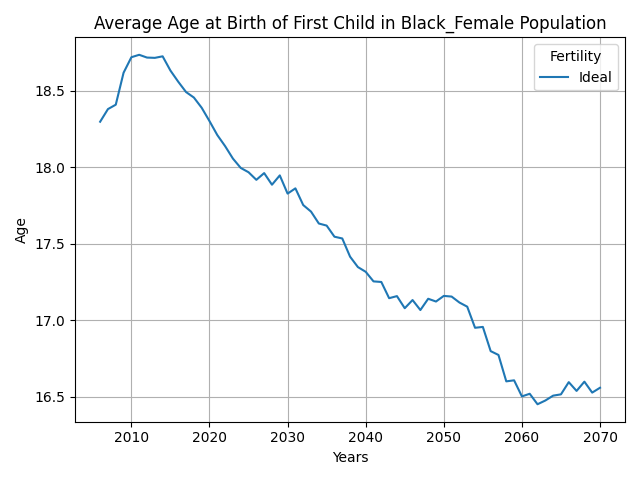 Average Age at Birth of First Child in Black_Female Population
Fertility
Ideal
18.5
18.0
17.5
17.0
16.5
Age
2010 2020 2030 2040 2050 2060 2070
Years